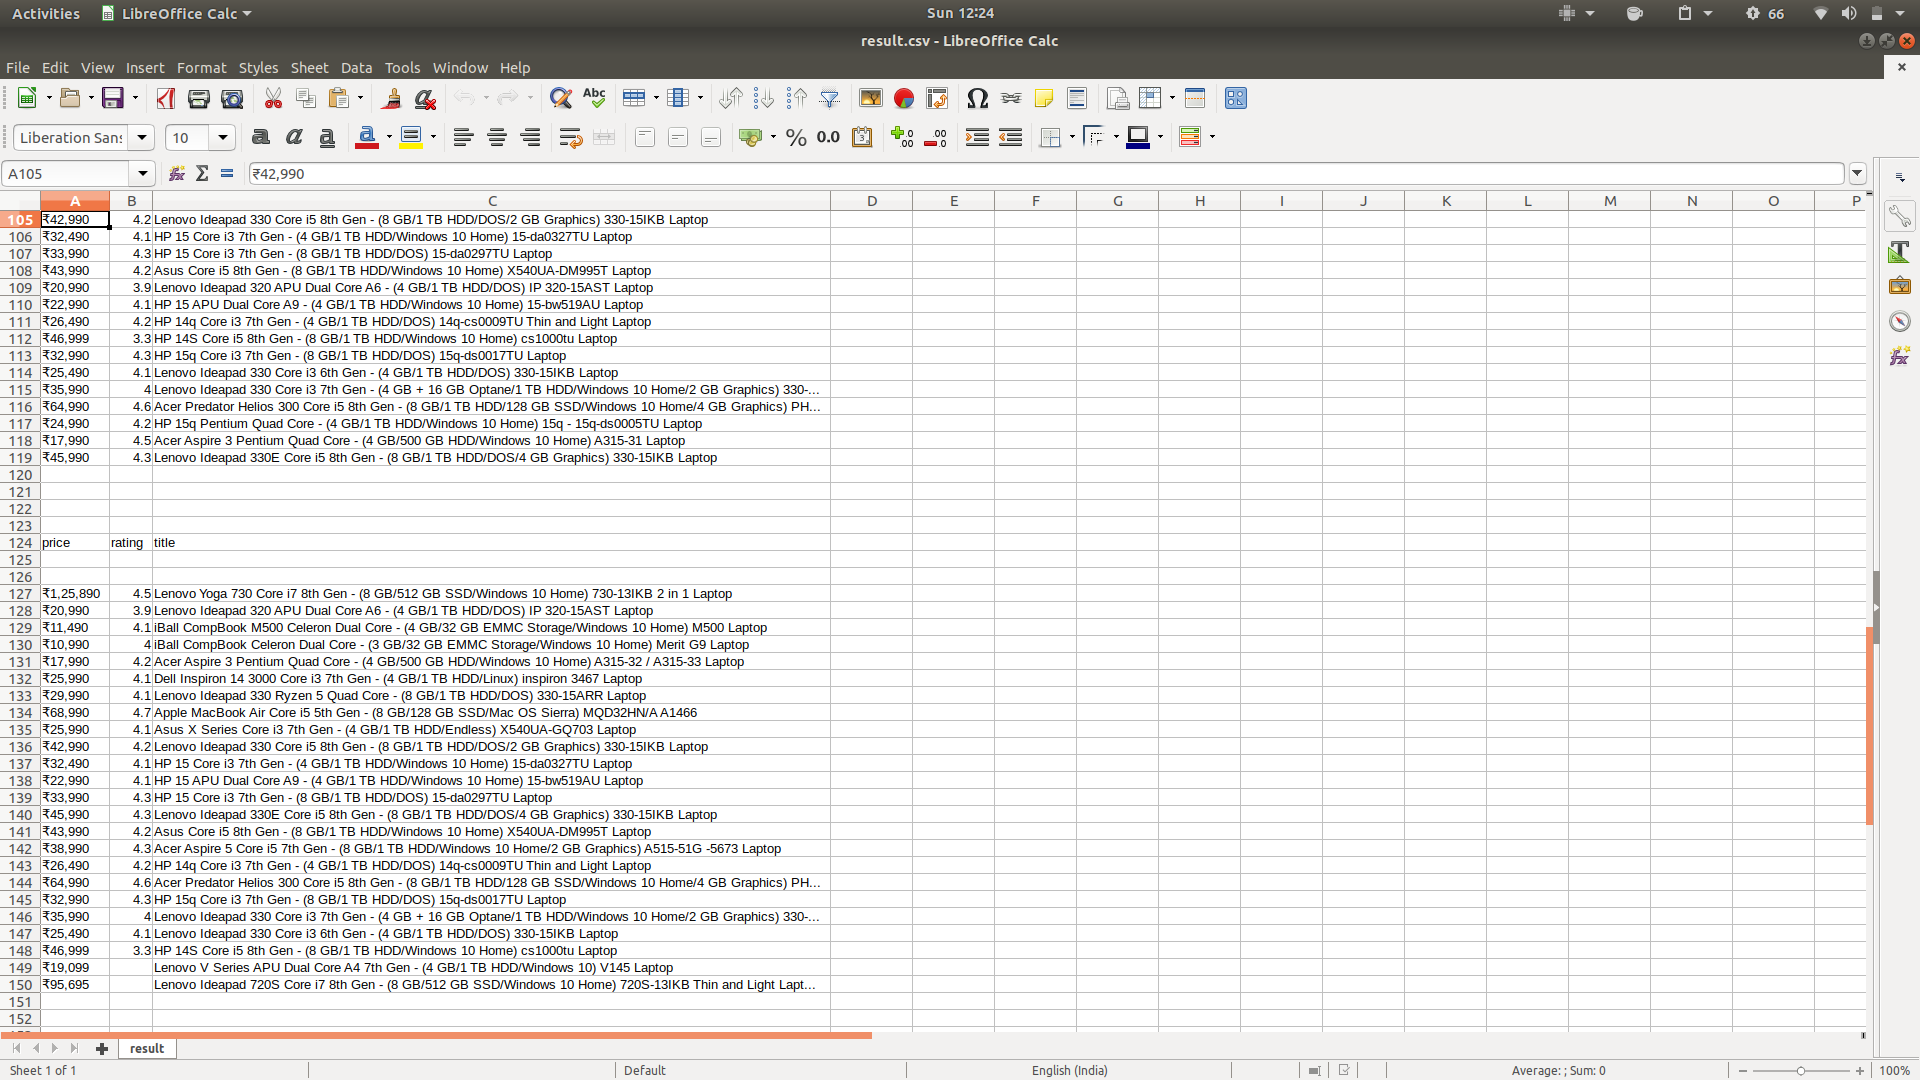 Activities LibreOffice Calc Sun 12:24 66
result.csv - LibreOffice Calc
File Edit View Insert Format Styles Sheet Data Tools Window Help
Liberation Sans 10
A105 ₹42,990
A B C D E F G H I J K L M N O P
105 ₹42,990 4.2 Lenovo Ideapad 330 Core i5 8th Gen - (8 GB/1 TB HDD/DOS/2 GB Graphics) 330-15IKB Laptop
106 ₹32,490 4.1 HP 15 Core i3 7th Gen - (4 GB/1 TB HDD/Windows 10 Home) 15-da0327TU Laptop
107 ₹33,990 4.3 HP 15 Core i3 7th Gen - (8 GB/1 TB HDD/DOS) 15-da0297TU Laptop
108 ₹43,990 4.2 Asus Core i5 8th Gen - (8 GB/1 TB HDD/Windows 10 Home) X540UA-DM995T Laptop
109 ₹20,990 3.9 Lenovo Ideapad 320 APU Dual Core A6 - (4 GB/1 TB HDD/DOS) IP 320-15AST Laptop
110 ₹22,990 4.1 HP 15 APU Dual Core A9 - (4 GB/1 TB HDD/Windows 10 Home) 15-bw519AU Laptop
111 ₹26,490 4.2 HP 14q Core i3 7th Gen - (4 GB/1 TB HDD/DOS) 14q-cs0009TU Thin and Light Laptop
112 ₹46,999 3.3 HP 14S Core i5 8th Gen - (8 GB/1 TB HDD/Windows 10 Home) cs1000tu Laptop
113 ₹32,990 4.3 HP 15q Core i3 7th Gen - (8 GB/1 TB HDD/DOS) 15q-ds0017TU Laptop
114 ₹25,490 4.1 Lenovo Ideapad 330 Core i3 6th Gen - (4 GB/1 TB HDD/DOS) 330-15IKB Laptop
115 ₹35,990 4 Lenovo Ideapad 330 Core i3 7th Gen - (4 GB + 16 GB Optane/1 TB HDD/Windows 10 Home/2 GB Graphics) 330-...
116 ₹64,990 4.6 Acer Predator Helios 300 Core i5 8th Gen - (8 GB/1 TB HDD/128 GB SSD/Windows 10 Home/4 GB Graphics) PH...
117 ₹24,990 4.2 HP 15q Pentium Quad Core - (4 GB/1 TB HDD/Windows 10 Home) 15q - 15q-ds0005TU Laptop
118 ₹17,990 4.5 Acer Aspire 3 Pentium Quad Core - (4 GB/500 GB HDD/Windows 10 Home) A315-31 Laptop
119 ₹45,990 4.3 Lenovo Ideapad 330E Core i5 8th Gen - (8 GB/1 TB HDD/DOS/4 GB Graphics) 330-15IKB Laptop
120
121
122
123
124 price rating title
125
126
127 ₹1,25,890 4.5 Lenovo Yoga 730 Core i7 8th Gen - (8 GB/512 GB SSD/Windows 10 Home) 730-13IKB 2 in 1 Laptop
128 ₹20,990 3.9 Lenovo Ideapad 320 APU Dual Core A6 - (4 GB/1 TB HDD/DOS) IP 320-15AST Laptop
129 ₹11,490 4.1 iBall CompBook M500 Celeron Dual Core - (4 GB/32 GB EMMC Storage/Windows 10 Home) M500 Laptop
130 ₹10,990 4 iBall CompBook Celeron Dual Core - (3 GB/32 GB EMMC Storage/Windows 10 Home) Merit G9 Laptop
131 ₹17,990 4.2 Acer Aspire 3 Pentium Quad Core - (4 GB/500 GB HDD/Windows 10 Home) A315-32 / A315-33 Laptop
132 ₹25,990 4.1 Dell Inspiron 14 3000 Core i3 7th Gen - (4 GB/1 TB HDD/Linux) inspiron 3467 Laptop
133 ₹29,990 4.1 Lenovo Ideapad 330 Ryzen 5 Quad Core - (8 GB/1 TB HDD/DOS) 330-15ARR Laptop
134 ₹68,990 4.7 Apple MacBook Air Core i5 5th Gen - (8 GB/128 GB SSD/Mac OS Sierra) MQD32HN/A A1466
135 ₹25,990 4.1 Asus X Series Core i3 7th Gen - (4 GB/1 TB HDD/Endless) X540UA-GQ703 Laptop
136 ₹42,990 4.2 Lenovo Ideapad 330 Core i5 8th Gen - (8 GB/1 TB HDD/DOS/2 GB Graphics) 330-15IKB Laptop
137 ₹32,490 4.1 HP 15 Core i3 7th Gen - (4 GB/1 TB HDD/Windows 10 Home) 15-da0327TU Laptop
138 ₹22,990 4.1 HP 15 APU Dual Core A9 - (4 GB/1 TB HDD/Windows 10 Home) 15-bw519AU Laptop
139 ₹33,990 4.3 HP 15 Core i3 7th Gen - (8 GB/1 TB HDD/DOS) 15-da0297TU Laptop
140 ₹45,990 4.3 Lenovo Ideapad 330E Core i5 8th Gen - (8 GB/1 TB HDD/DOS/4 GB Graphics) 330-15IKB Laptop
141 ₹43,990 4.2 Asus Core i5 8th Gen - (8 GB/1 TB HDD/Windows 10 Home) X540UA-DM995T Laptop
142 ₹38,990 4.3 Acer Aspire 5 Core i5 7th Gen - (8 GB/1 TB HDD/Windows 10 Home/2 GB Graphics) A515-51G -5673 Laptop
143 ₹26,490 4.2 HP 14q Core i3 7th Gen - (4 GB/1 TB HDD/DOS) 14q-cs0009TU Thin and Light Laptop
144 ₹64,990 4.6 Acer Predator Helios 300 Core i5 8th Gen - (8 GB/1 TB HDD/128 GB SSD/Windows 10 Home/4 GB Graphics) PH...
145 ₹32,990 4.3 HP 15q Core i3 7th Gen - (8 GB/1 TB HDD/DOS) 15q-ds0017TU Laptop
146 ₹35,990 4 Lenovo Ideapad 330 Core i3 7th Gen - (4 GB + 16 GB Optane/1 TB HDD/Windows 10 Home/2 GB Graphics) 330-...
147 ₹25,490 4.1 Lenovo Ideapad 330 Core i3 6th Gen - (4 GB/1 TB HDD/DOS) 330-15IKB Laptop
148 ₹46,999 3.3 HP 14S Core i5 8th Gen - (8 GB/1 TB HDD/Windows 10 Home) cs1000tu Laptop
149 ₹19,099 Lenovo V Series APU Dual Core A4 7th Gen - (4 GB/1 TB HDD/Windows 10) V145 Laptop
150 ₹95,695 Lenovo Ideapad 720S Core i7 8th Gen - (8 GB/512 GB SSD/Windows 10 Home) 720S-13IKB Thin and Light Lapt...
151
152
result
Sheet 1 of 1 Default English (India) Average: ; Sum: 0 100%